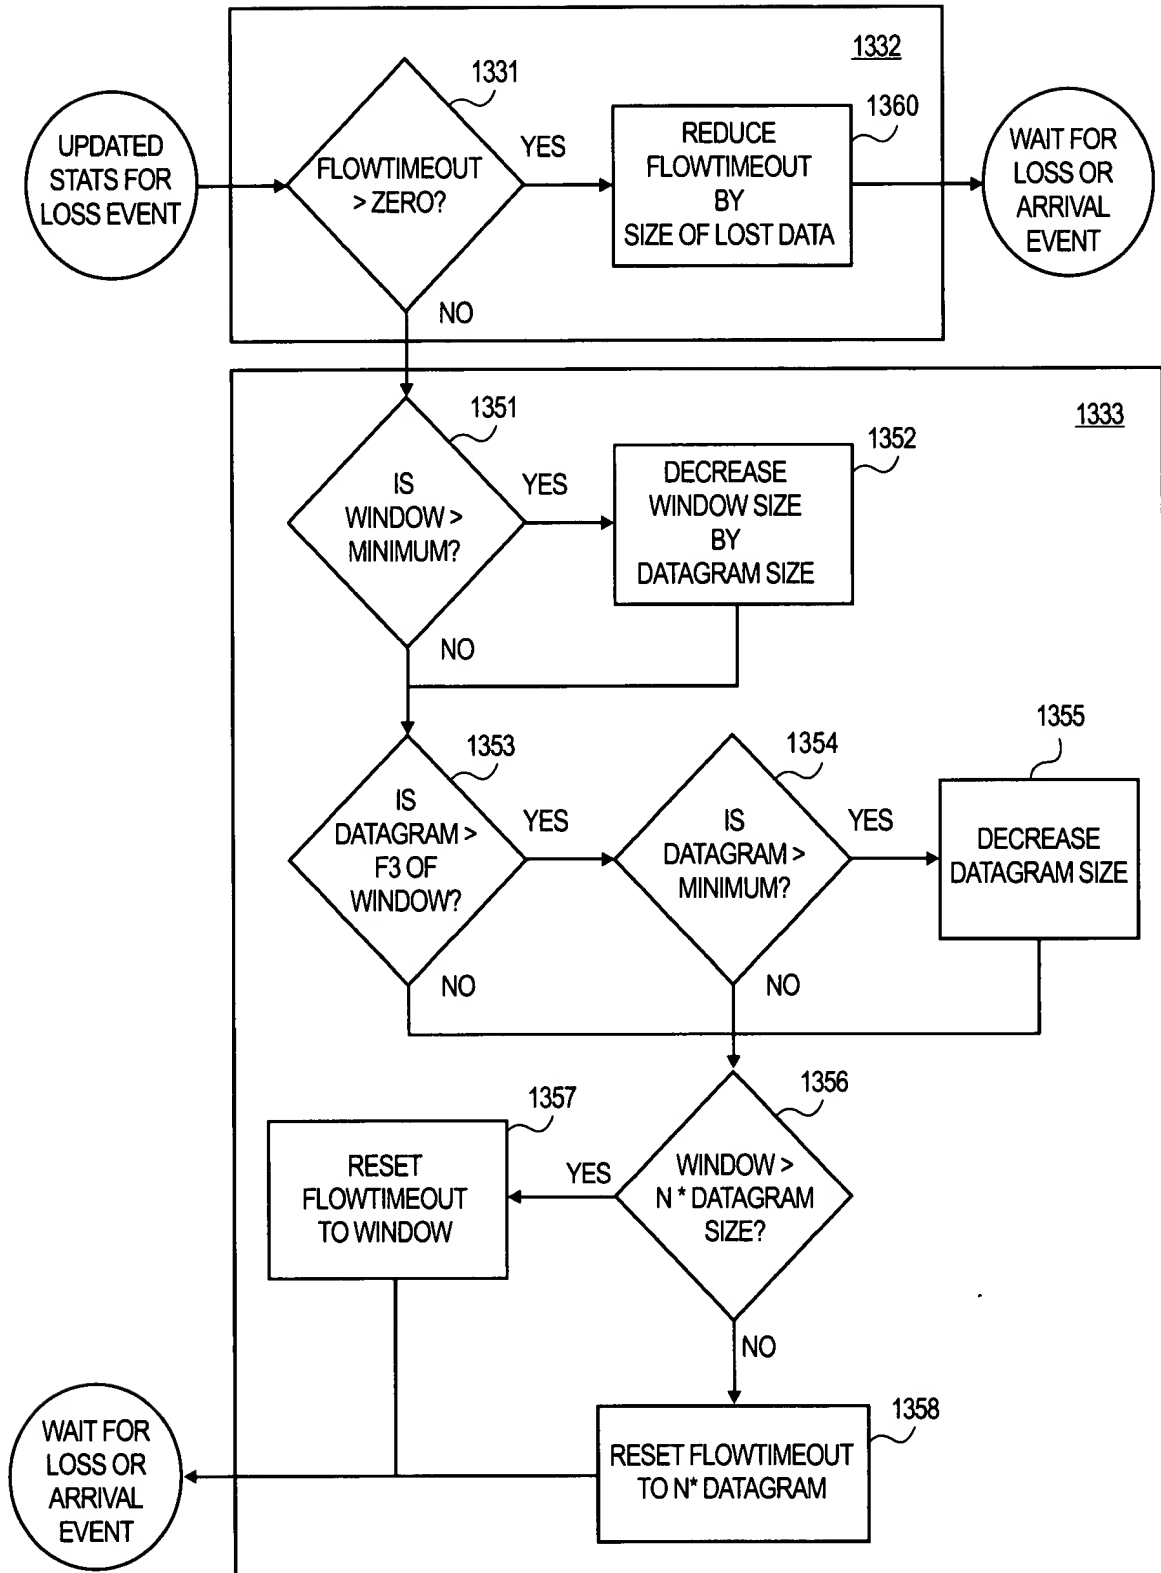 1332
1331
1360
UPDATED
STATS FOR
LOSS EVENT
FLOWTIMEOUT
> ZERO?
YES
REDUCE
FLOWTIMEOUT
BY
SIZE OF LOST DATA
WAIT FOR
LOSS OR
ARRIVAL
EVENT
NO
1333
1351
1352
IS
WINDOW >
MINIMUM?
YES
DECREASE
WINDOW SIZE
BY
DATAGRAM SIZE
NO
1353
1354
1355
IS
DATAGRAM >
F3 OF
WINDOW?
YES
IS
DATAGRAM >
MINIMUM?
YES
DECREASE
DATAGRAM SIZE
NO
NO
1357
1356
RESET
FLOWTIMEOUT
TO WINDOW
YES
WINDOW >
N * DATAGRAM
SIZE?
NO
1358
WAIT FOR
LOSS OR
ARRIVAL
EVENT
RESET FLOWTIMEOUT
TO N* DATAGRAM